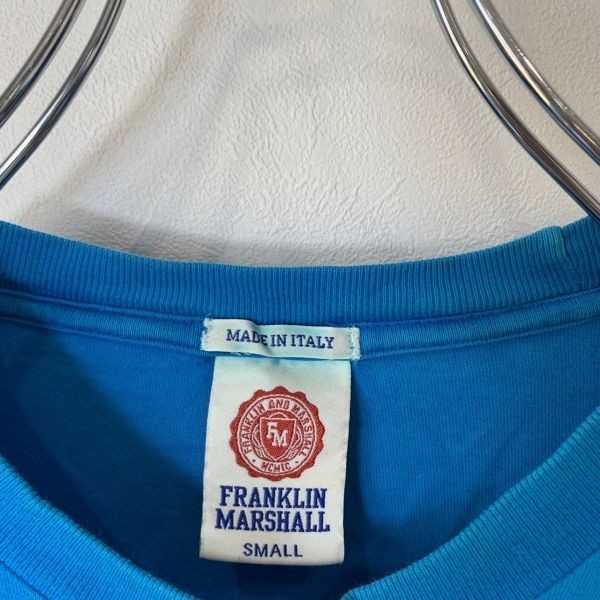 MADE IN ITALY
FRANKLIN AND MARSHALL
FM
MCMIC
FRANKLIN
MARSHALL
SMALL